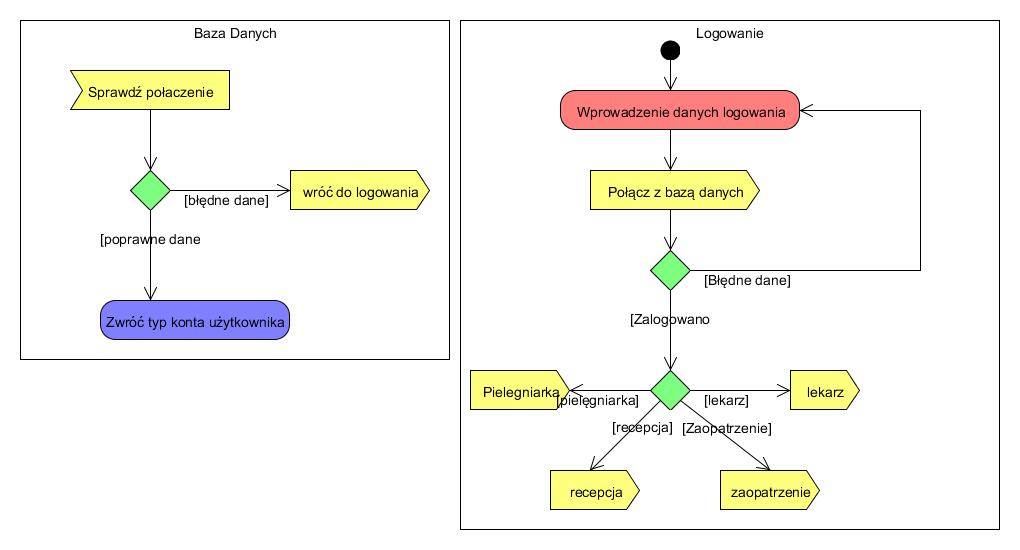 Baza Danych
Sprawdź połaczenie
[błędne dane]
wróć do logowania
[poprawne dane
Zwróć typ konta użytkownika
Logowanie
Wprowadzenie danych logowania
Połącz z bazą danych
[Błędne dane]
[Zalogowano
Pielegniarka
[pielęgniarka]
[lekarz]
lekarz
[recepcja]
[Zaopatrzenie]
recepcja
zaopatrzenie